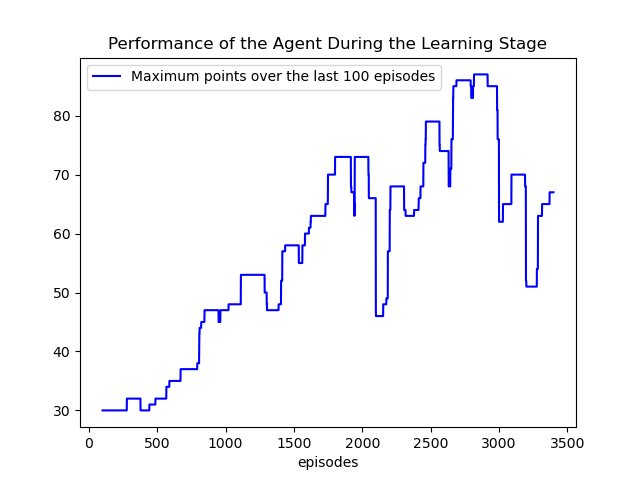 Performance of the Agent During the Learning Stage
Maximum points over the last 100 episodes
80
70
60
50
40
30
0 500 1000 1500 2000 2500 3000 3500
episodes